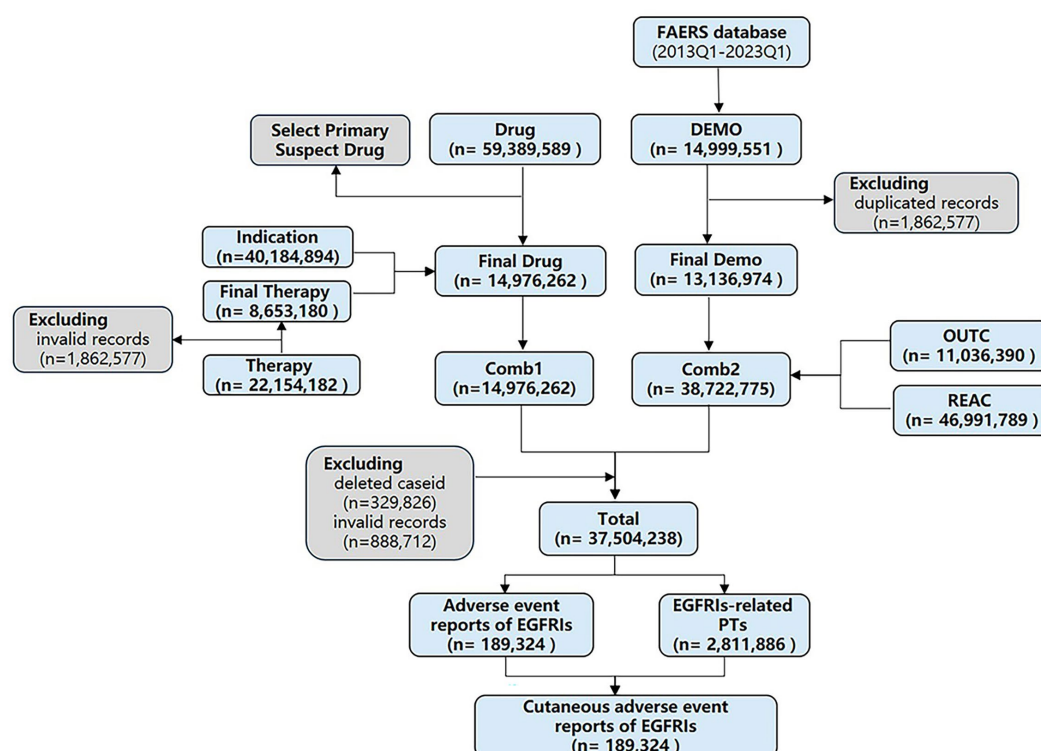 FAERS database
(2013Q1-2023Q1)
Select Primary
Suspect Drug
Drug
(n= 59,389,589 )
DEMO
(n= 14,999,551 )
Excluding
duplicated records
(n=1,862,577)
Indication
(n=40,184,894)
Final Drug
(n= 14,976,262 )
Final Demo
(n= 13,136,974 )
Final Therapy
(n= 8,653,180 )
Excluding
invalid records
(n=1,862,577)
Therapy
(n= 22,154,182 )
Comb1
(n=14,976,262)
Comb2
(n= 38,722,775)
OUTC
(n= 11,036,390 )
REAC
(n= 46,991,789 )
Excluding
deleted caseid
(n=329,826)
invalid records
(n=888,712)
Total
(n= 37,504,238)
Adverse event
reports of EGFRIs
(n= 189,324 )
EGFRIs-related
PTs
(n= 2,811,886 )
Cutaneous adverse event
reports of EGFRIs
(n= 189,324 )